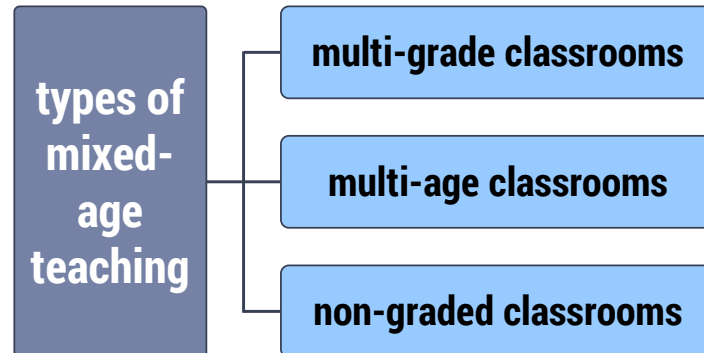 types of
mixed-
age
teaching
multi-grade classrooms
multi-age classrooms
non-graded classrooms